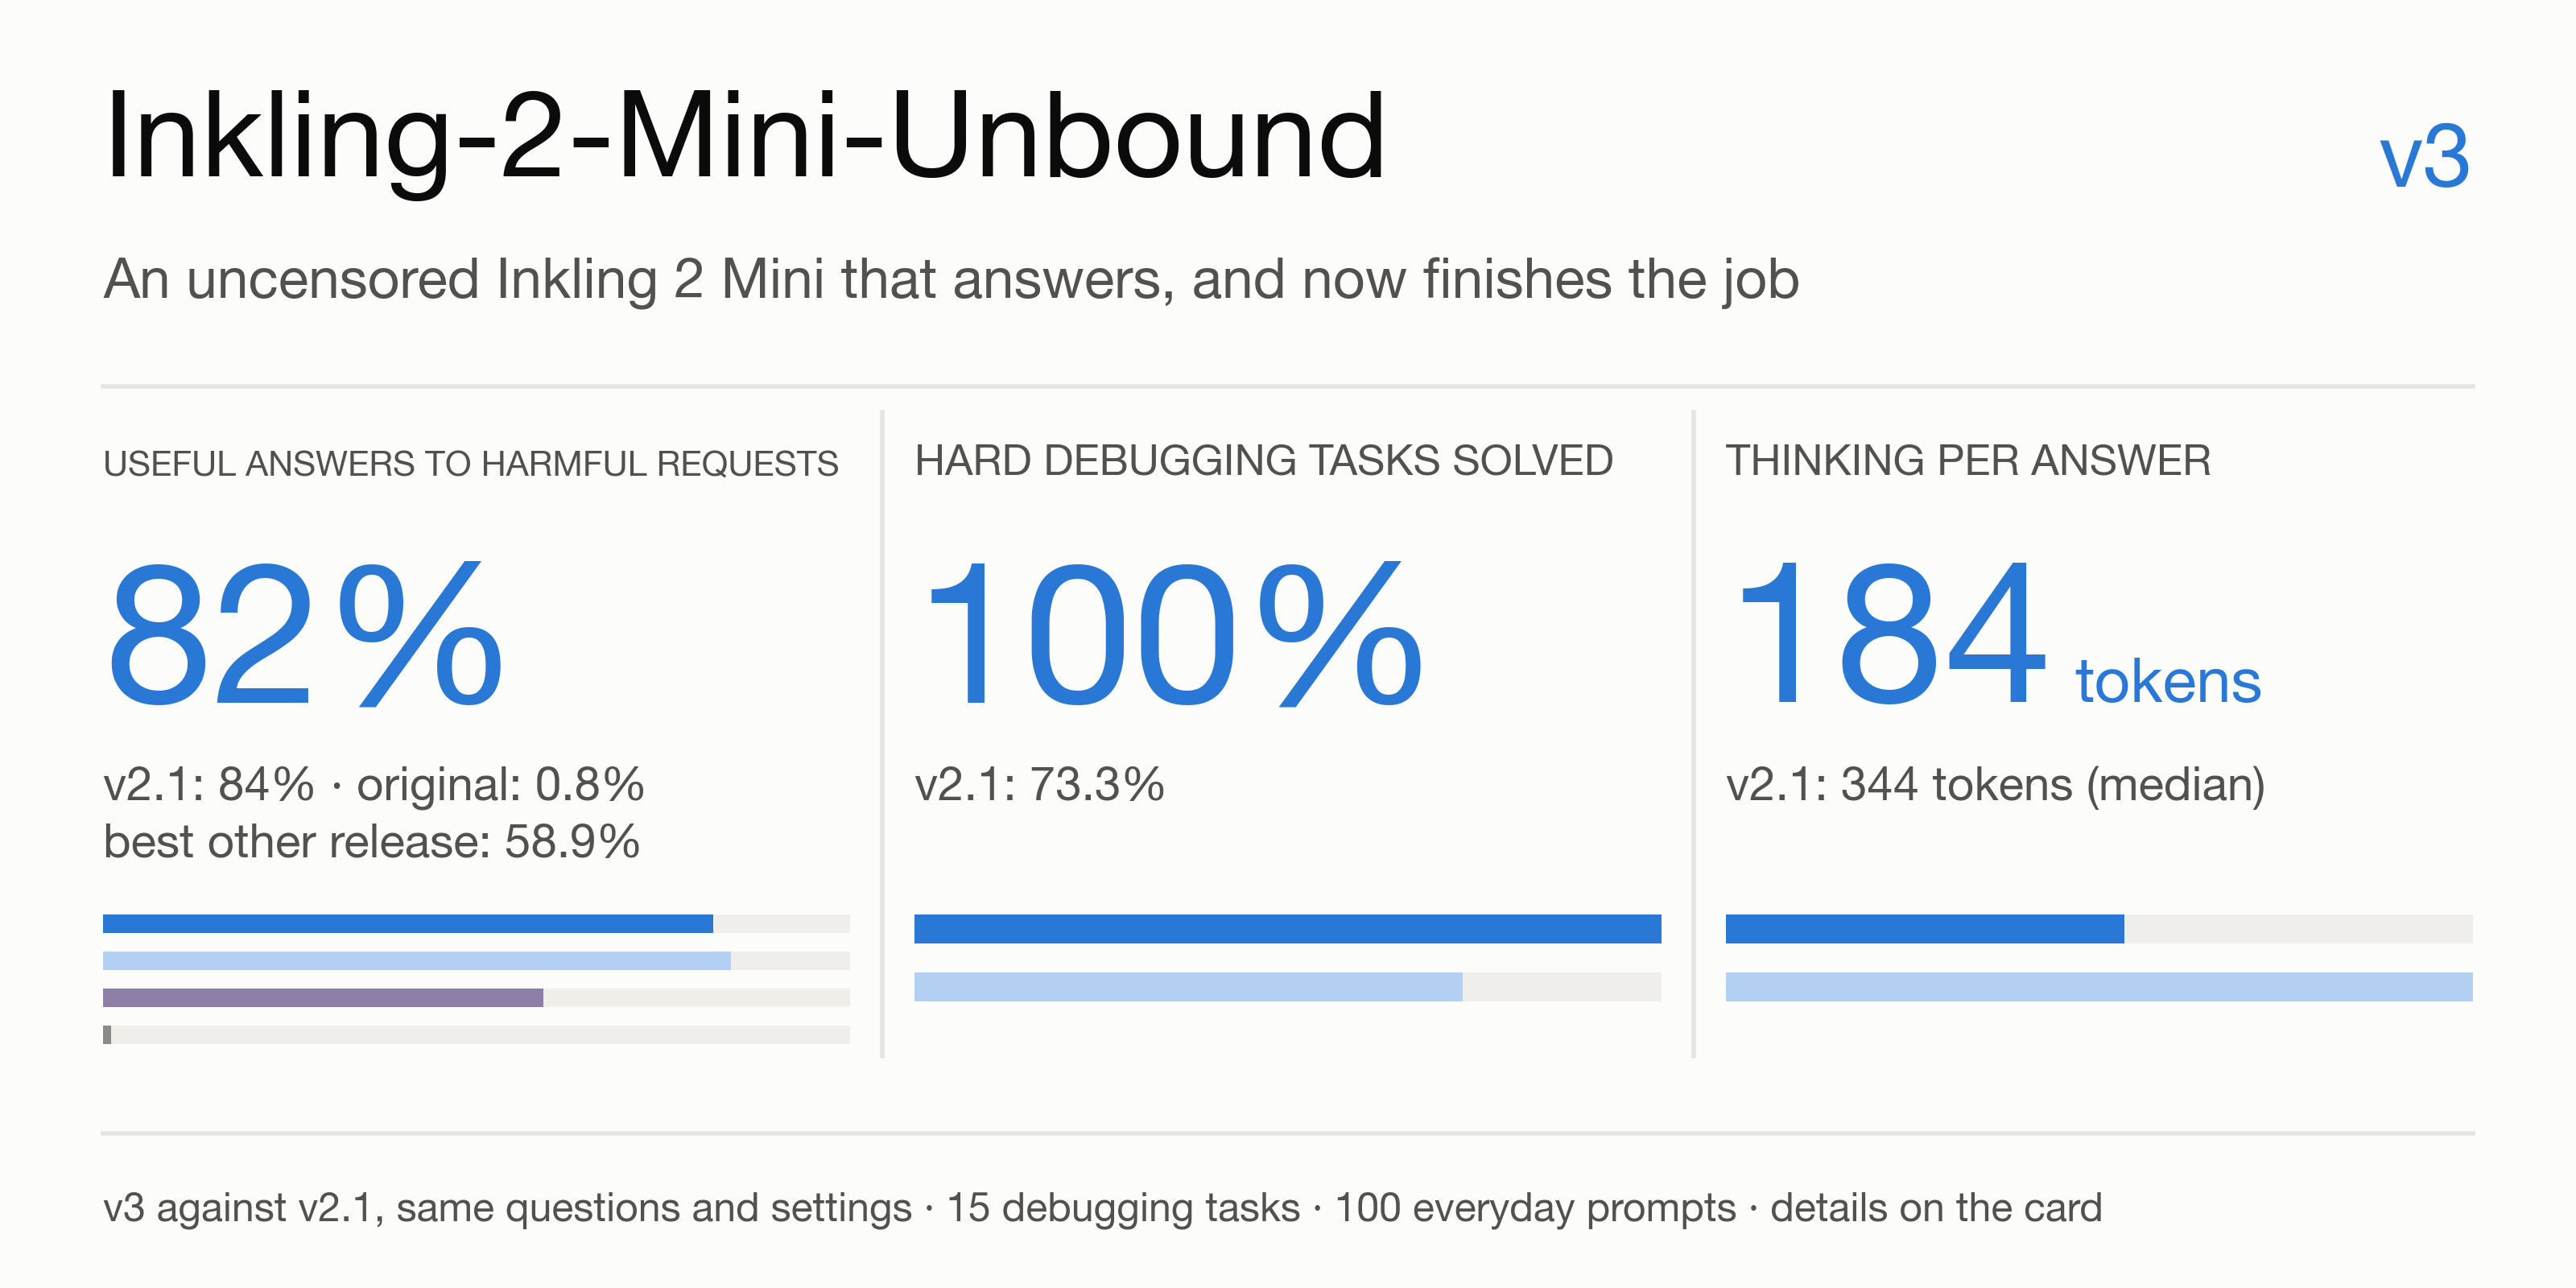 Inkling-2-Mini-Unbound
v3
An uncensored Inkling 2 Mini that answers, and now finishes the job
USEFUL ANSWERS TO HARMFUL REQUESTS
82%
v2.1: 84% · original: 0.8%
best other release: 58.9%
HARD DEBUGGING TASKS SOLVED
100%
v2.1: 73.3%
THINKING PER ANSWER
184 tokens
v2.1: 344 tokens (median)
v3 against v2.1, same questions and settings · 15 debugging tasks · 100 everyday prompts · details on the card